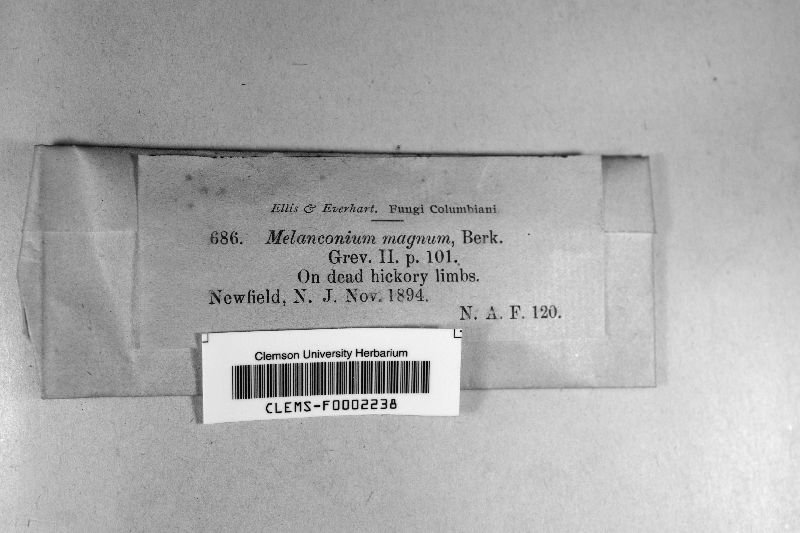 Ellis & Everhart. Fungi Columbiani
686. Melanconium magnum, Berk.
Grev. II. p. 101.
On dead hickory limbs.
Newfield, N. J. Nov. 1894.
N. A. F. 120.
Clemson University Herbarium
CLEMS-F0002238